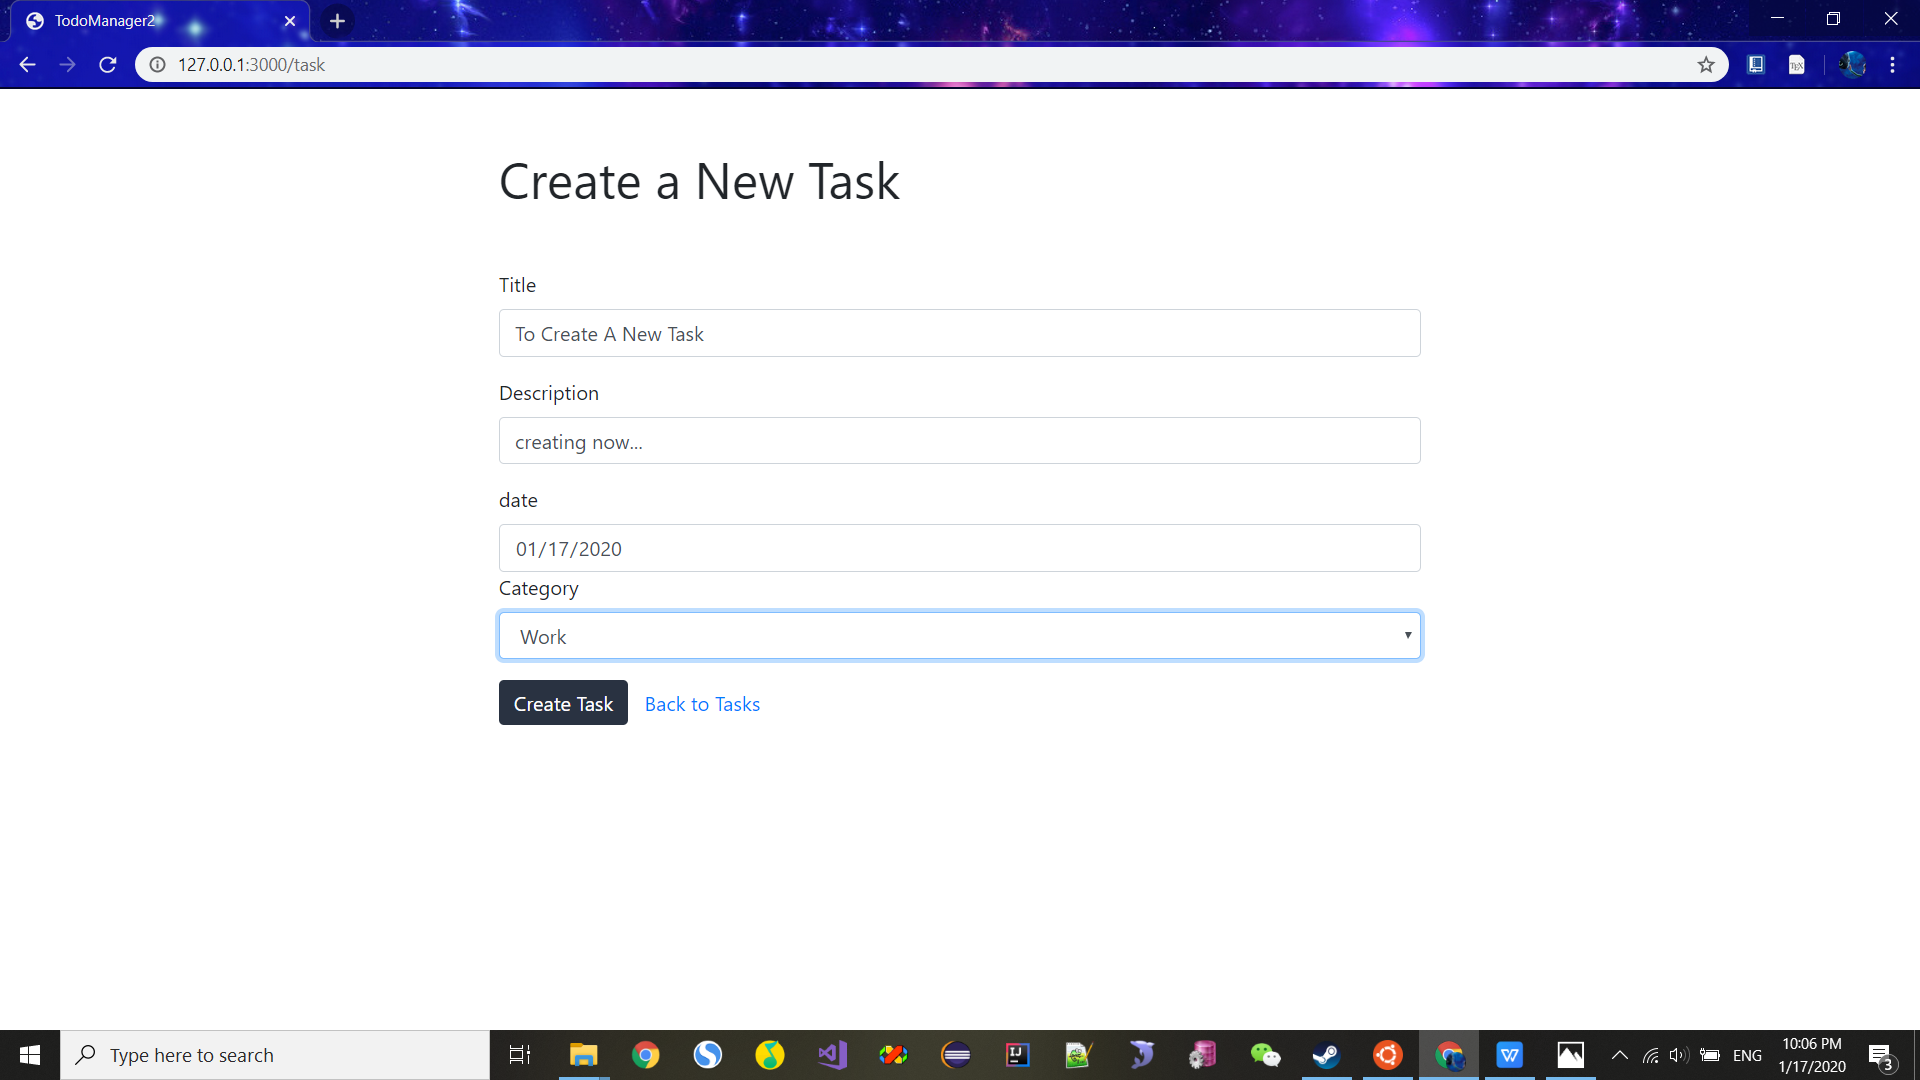 TodoManager2
127.0.0.1:3000/task
Create a New Task
Title
To Create A New Task
Description
creating now...
date
01/17/2020
Category
Work
Create Task
Back to Tasks
Type here to search
ENG
10:06 PM
1/17/2020
3